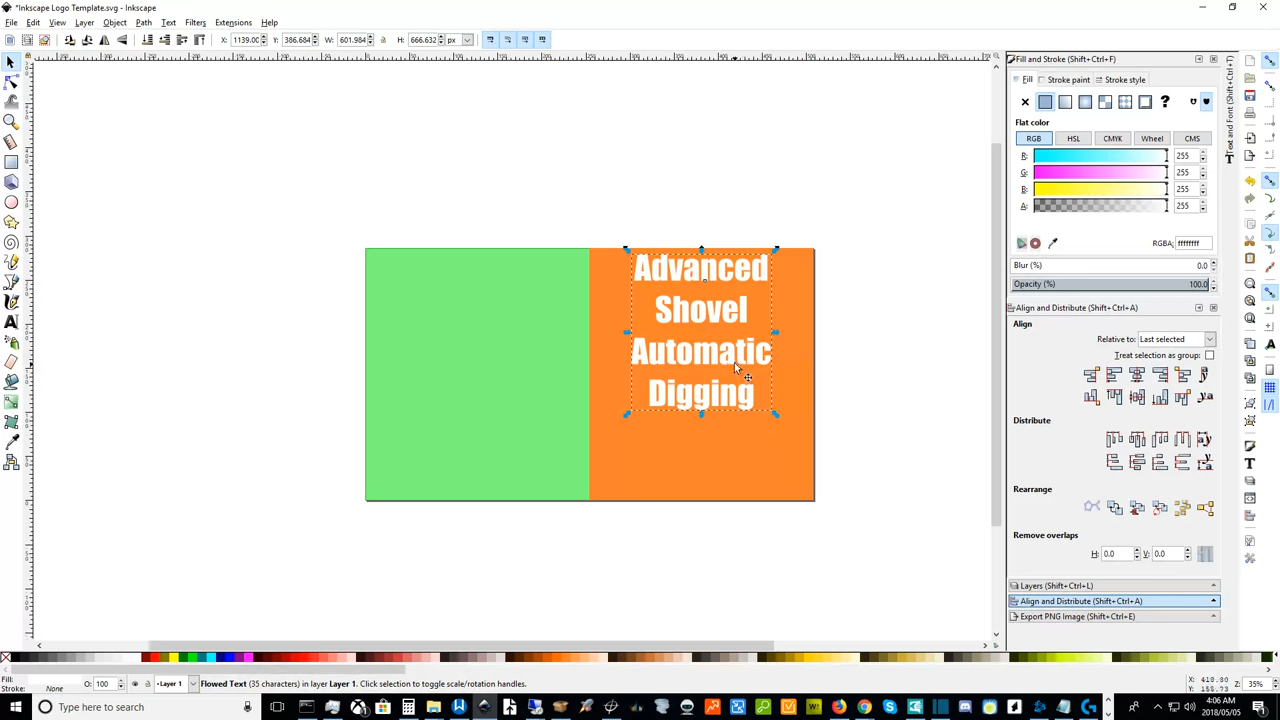 *Inkscape Logo Template.svg - Inkscape
File Edit View Layer Object Path Text Filters Extensions Help
X: 1139.00 Y: 386.684 W: 601.984 H: 666.632 px
Fill and Stroke (Shift+Ctrl+F)
Fill Stroke paint Stroke style
Flat color
RGB HSL CMYK Wheel CMS
R: 255
G: 255
B: 255
A: 255
RGBA: ffffffff
Blur (%) 0.0
Opacity (%) 100.0
Text and Font (Shift+Ctrl+T)
Advanced
Shovel
Automatic
Digging
Align and Distribute (Shift+Ctrl+A)
Align
Relative to: Last selected
Treat selection as group:
Distribute
Rearrange
Remove overlaps
H: 0.0 V: 0.0
Layers (Shift+Ctrl+L)
Align and Distribute (Shift+Ctrl+A)
Export PNG Image (Shift+Ctrl+E)
Fill:
Stroke: None
O: 100
Layer 1
Flowed Text (35 characters) in layer Layer 1. Click selection to toggle scale/rotation handles.
Z: 35%
Type here to search
4:06 AM
2018/05/05